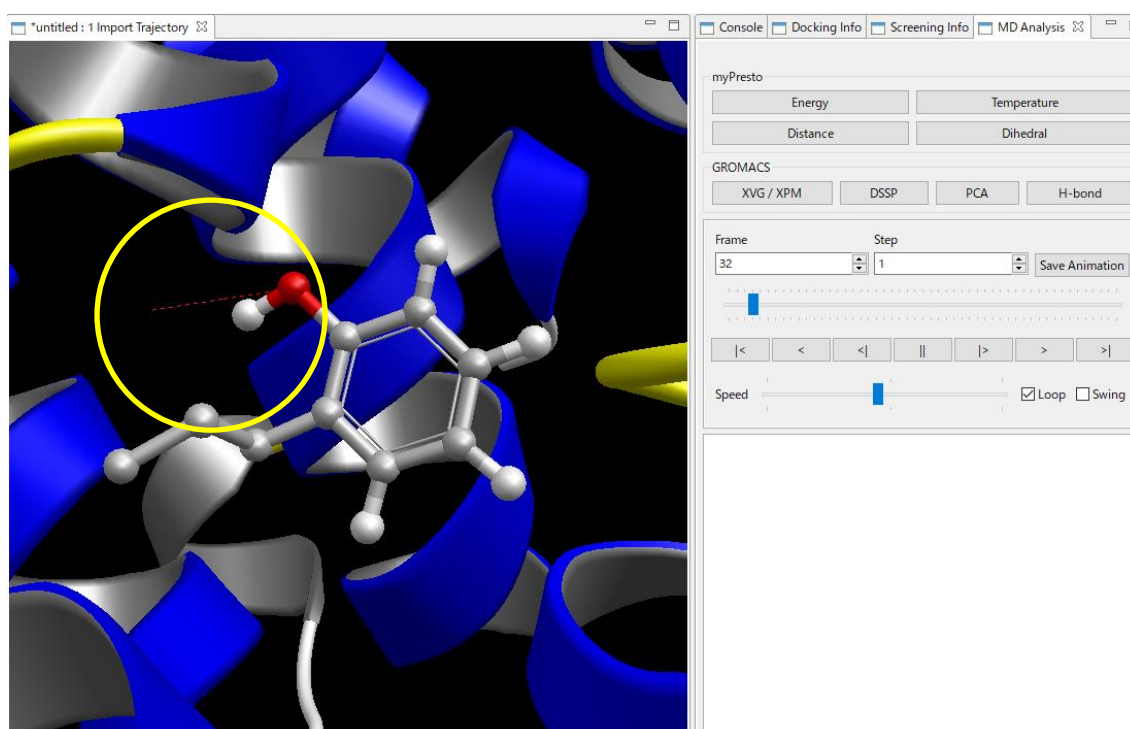 *untitled : 1 Import Trajectory
Console Docking Info Screening Info MD Analysis
myPresto
Energy Temperature
Distance Dihedral
GROMACS
XVG / XPM DSSP PCA H-bond
Frame Step
32 1 Save Animation
|< < <| || |> > >|
Speed Loop Swing